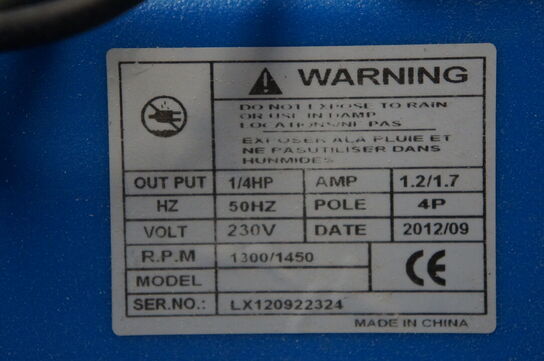 WARNING
DO NOT EXPOSE TO RAIN
OR USE IN DAMP
LOCATIONS/NE PAS
EXPOSER ALA PLUIE ET
NE PASUTILISER DANS
HUNMIDES
OUT PUT 1/4HP AMP 1.2/1.7
HZ 50HZ POLE 4P
VOLT 230V DATE 2012/09
R.P.M 1300/1450
MODEL
CE
SER.NO.: LX120922324
MADE IN CHINA